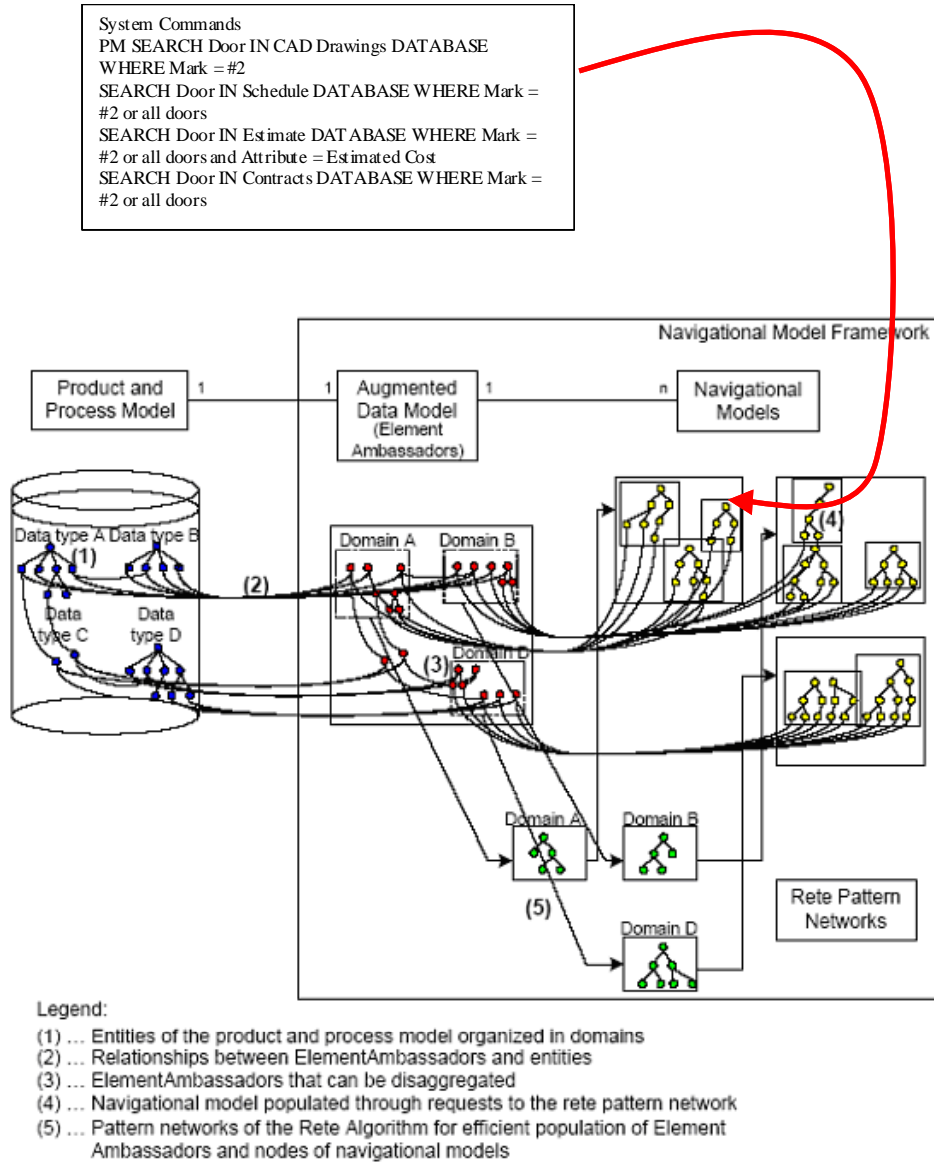 System Commands
PM SEARCH Door IN CAD Drawings DATABASE
WHERE Mark = #2
SEARCH Door IN Schedule DATABASE WHERE Mark =
#2 or all doors
SEARCH Door IN Estimate DATABASE WHERE Mark =
#2 or all doors and Attribute = Estimated Cost
SEARCH Door IN Contracts DATABASE WHERE Mark =
#2 or all doors
Navigational Model Framework
Product and
Process Model
1
1
Augmented
Data Model
(Element
Ambassadors)
1
n
Navigational
Models
Data type A
Data type B
(1)
(2)
Domain A
Domain B
(4)
Data
type C
Data
type D
(3)
Domain D
Domain A
Domain B
(5)
Domain D
Rete Pattern
Networks
Legend:
(1) ... Entities of the product and process model organized in domains
(2) ... Relationships between ElementAmbassadors and entities
(3) ... ElementAmbassadors that can be disaggregated
(4) ... Navigational model populated through requests to the rete pattern network
(5) ... Pattern networks of the Rete Algorithm for efficient population of Element
Ambassadors and nodes of navigational models